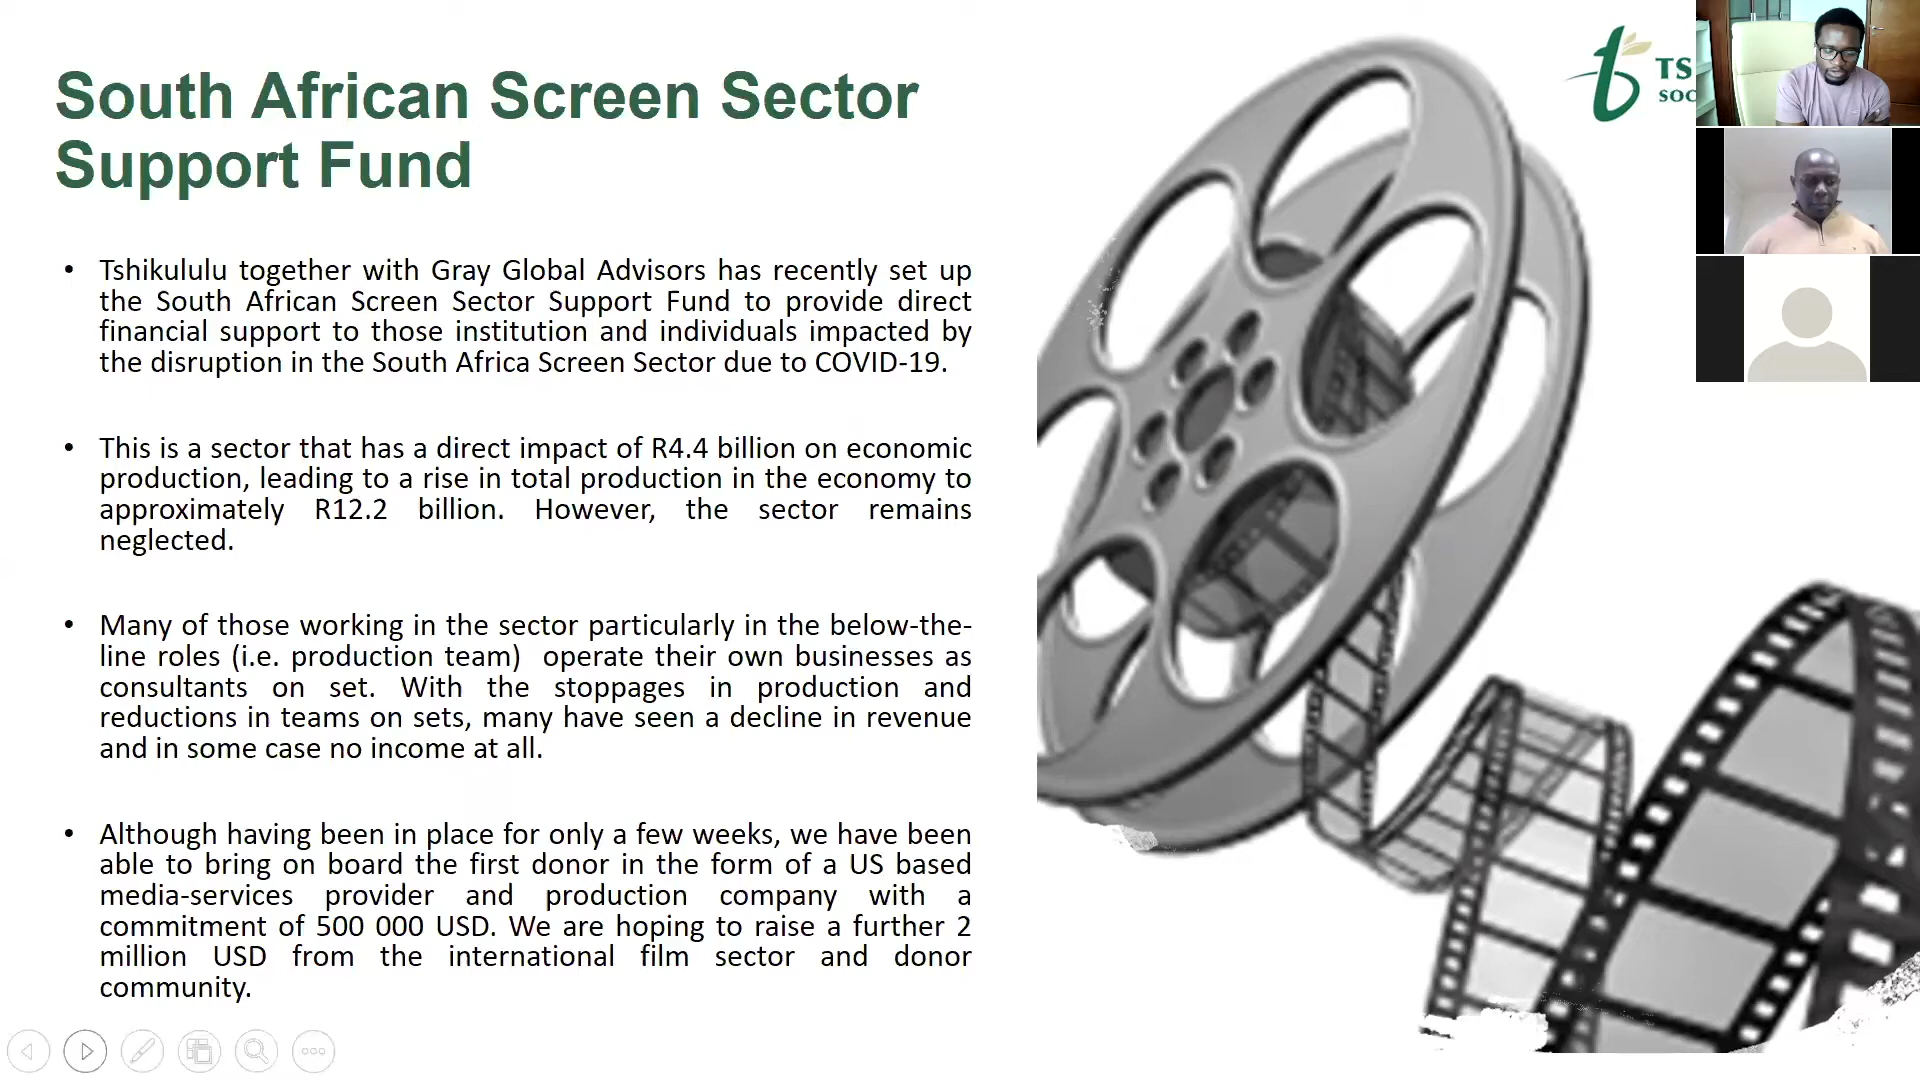 South African Screen Sector
Support Fund
• Tshikululu together with Gray Global Advisors has recently set up
the South African Screen Sector Support Fund to provide direct
financial support to those institution and individuals impacted by
the disruption in the South Africa Screen Sector due to COVID-19.
• This is a sector that has a direct impact of R4.4 billion on economic
production, leading to a rise in total production in the economy to
approximately R12.2 billion. However, the sector remains
neglected.
• Many of those working in the sector particularly in the below-the-
line roles (i.e. production team) operate their own businesses as
consultants on set. With the stoppages in production and
reductions in teams on sets, many have seen a decline in revenue
and in some case no income at all.
• Although having been in place for only a few weeks, we have been
able to bring on board the first donor in the form of a US based
media-services provider and production company with a
commitment of 500 000 USD. We are hoping to raise a further 2
million USD from the international film sector and donor
community.
t TS
SOC